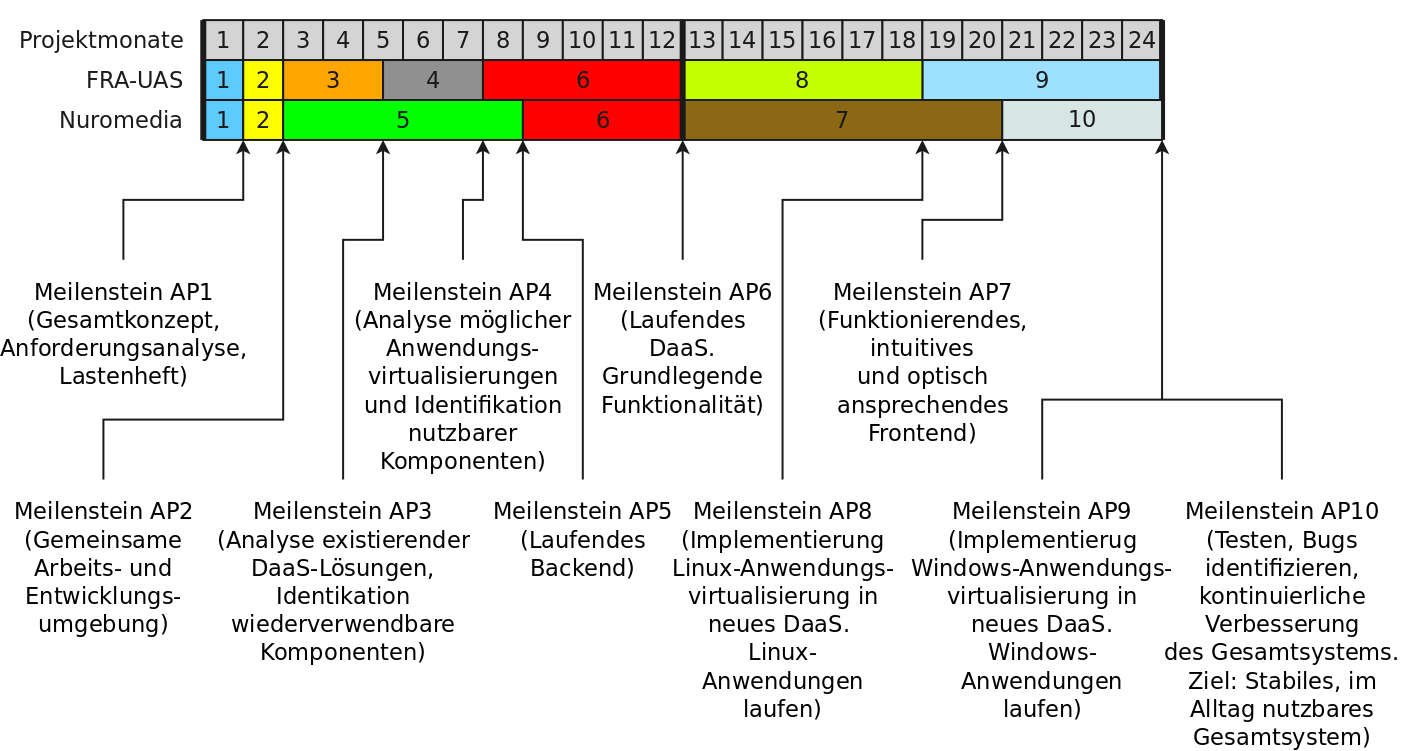 Projektmonate 1 2 3 4 5 6 7 8 9 10 11 12 13 14 15 16 17 18 19 20 21 22 23 24
FRA-UAS 1 2 3 4 6 8 9
Nuromedia 1 2 5 6 7 10
Meilenstein AP1
(Gesamtkonzept,
Anforderungsanalyse,
Lastenheft)
Meilenstein AP4
(Analyse möglicher
Anwendungs-
virtualisierungen
und Identifikation
nutzbarer
Komponenten)
Meilenstein AP6
(Laufendes
DaaS.
Grundlegende
Funktionalität)
Meilenstein AP7
(Funktionierendes,
intuitives
und optisch
ansprechendes
Frontend)
Meilenstein AP2
(Gemeinsame
Arbeits- und
Entwicklungs-
umgebung)
Meilenstein AP3
(Analyse existierender
DaaS-Lösungen,
Identikation
wiederverwendbare
Komponenten)
Meilenstein AP5
(Laufendes
Backend)
Meilenstein AP8
(Implementierung
Linux-Anwendungs-
virtualisierung in
neues DaaS.
Linux-
Anwendungen
laufen)
Meilenstein AP9
(Implementierug
Windows-Anwendungs-
virtualisierung in
neues DaaS.
Windows-
Anwendungen
laufen)
Meilenstein AP10
(Testen, Bugs
identifizieren,
kontinuierliche
Verbesserung
des Gesamtsystems.
Ziel: Stabiles, im
Alltag nutzbares
Gesamtsystem)